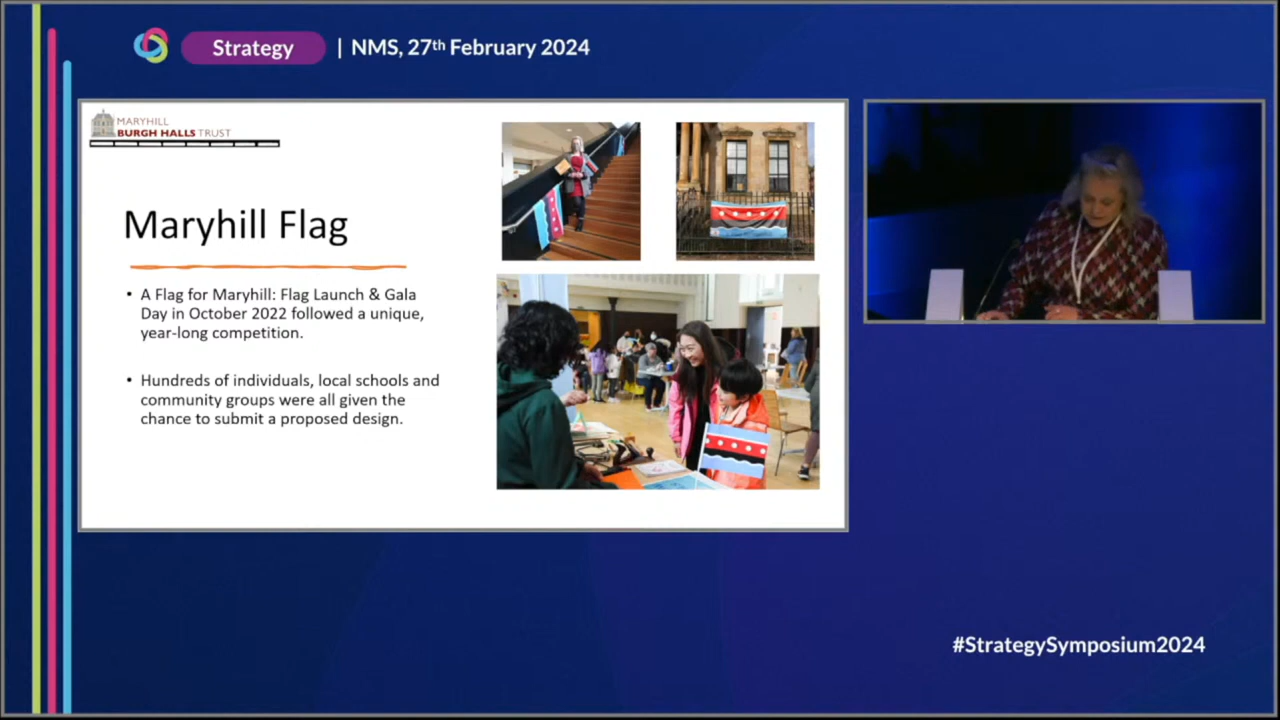 Strategy | NMS, 27th February 2024
MARYHILL
BURGH HALLS TRUST
Maryhill Flag
• A Flag for Maryhill: Flag Launch & Gala
Day in October 2022 followed a unique,
year-long competition.
• Hundreds of individuals, local schools and
community groups were all given the
chance to submit a proposed design.
#StrategySymposium2024